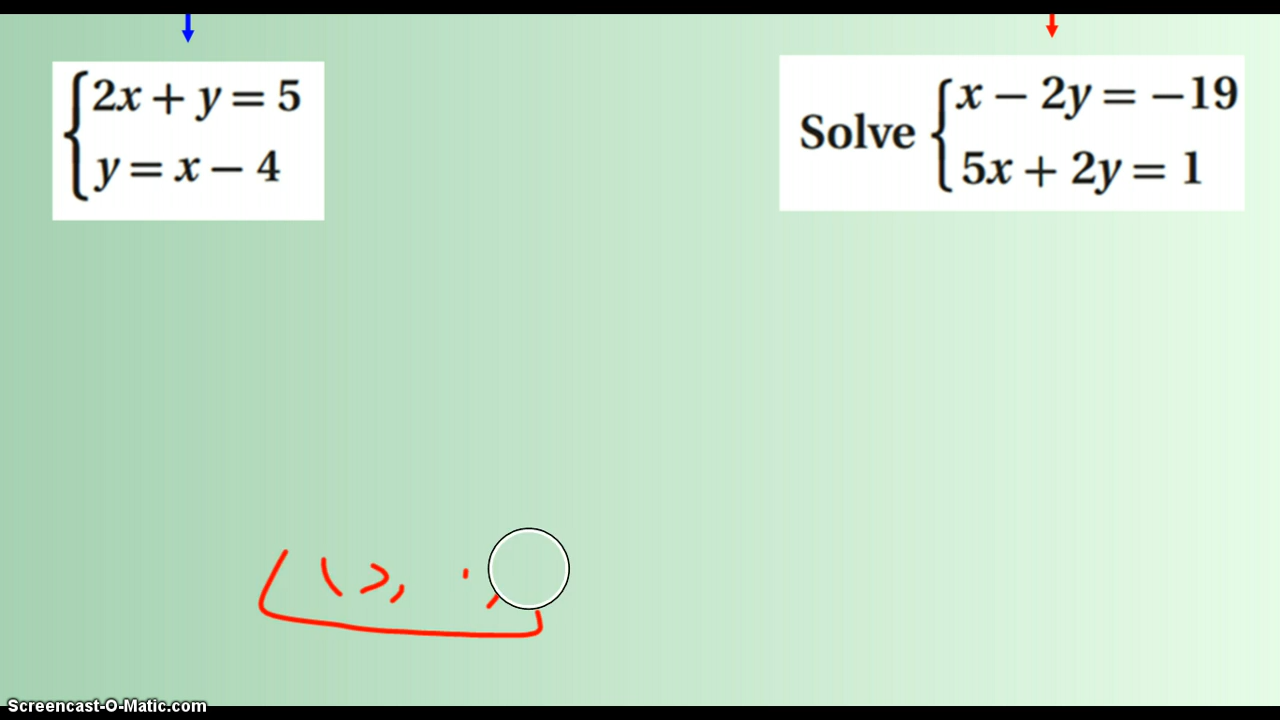 2x + y = 5
y = x − 4
Solve
x − 2y = −19
5x + 2y = 1
Screencast-O-Matic.com